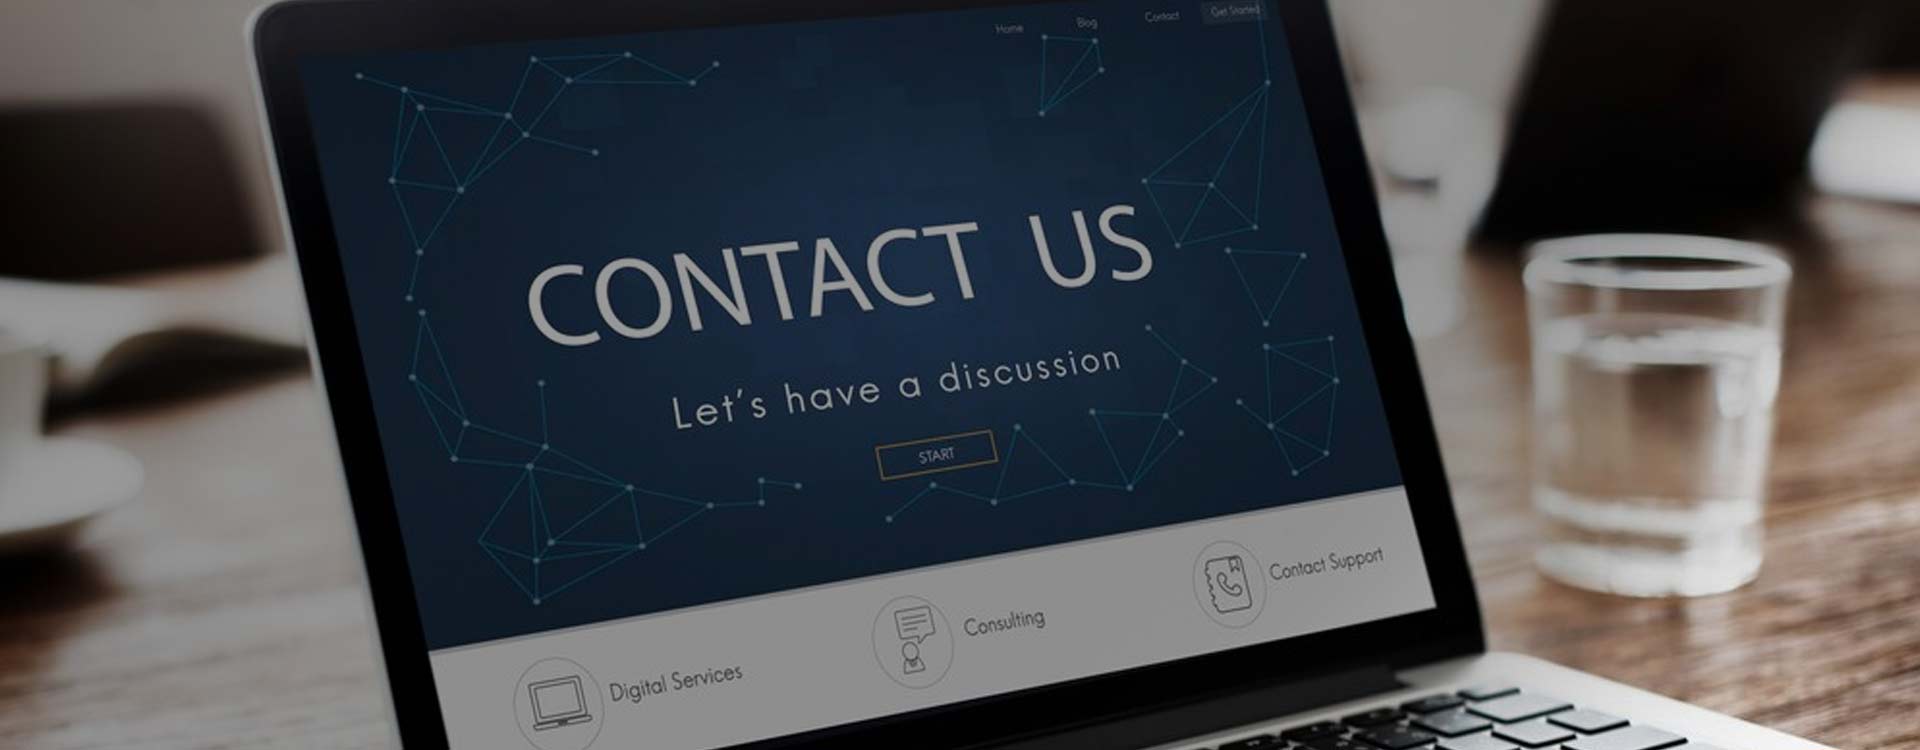 Home Blog Contact Get Started
CONTACT US
Let's have a discussion
START
Digital Services
Consulting
Contact Support